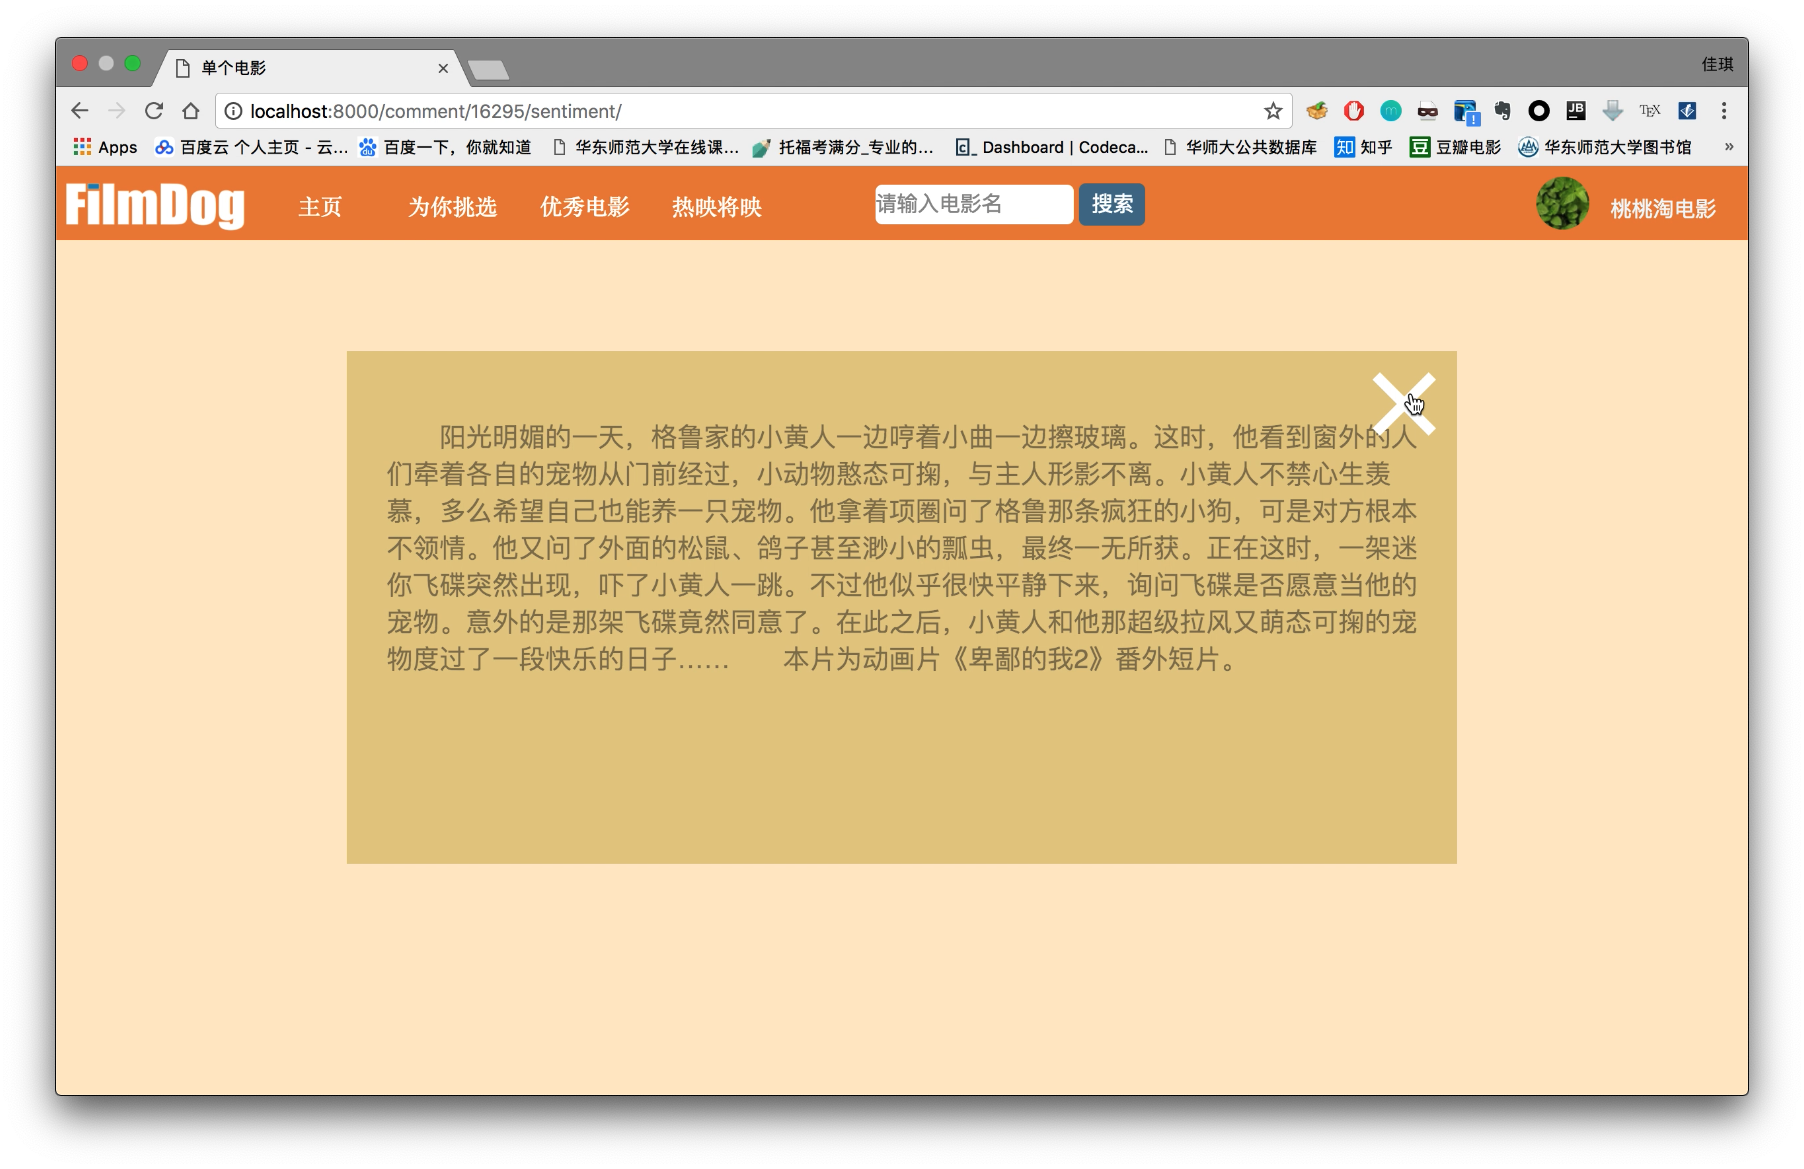 单个电影
佳琪
localhost:8000/comment/16295/sentiment/
JB
TEX
Apps 百度云 个人主页 - 云... 百度一下，你就知道 华东师范大学在线课... 托福考满分_专业的... Dashboard | Codeca... 华师大公共数据库 知 知乎 豆 豆瓣电影 华东师范大学图书馆 »
FilmDog 主页 为你挑选 优秀电影 热映将映 请输入电影名 搜索 桃桃淘电影
阳光明媚的一天，格鲁家的小黄人一边哼着小曲一边擦玻璃。这时，他看到窗外的人
们牵着各自的宠物从门前经过，小动物憨态可掬，与主人形影不离。小黄人不禁心生羡
慕，多么希望自己也能养一只宠物。他拿着项圈问了格鲁那条疯狂的小狗，可是对方根本
不领情。他又问了外面的松鼠、鸽子甚至渺小的瓢虫，最终一无所获。正在这时，一架迷
你飞碟突然出现，吓了小黄人一跳。不过他似乎很快平静下来，询问飞碟是否愿意当他的
宠物。意外的是那架飞碟竟然同意了。在此之后，小黄人和他那超级拉风又萌态可掬的宠
物度过了一段快乐的日子…… 本片为动画片《卑鄙的我2》番外短片。